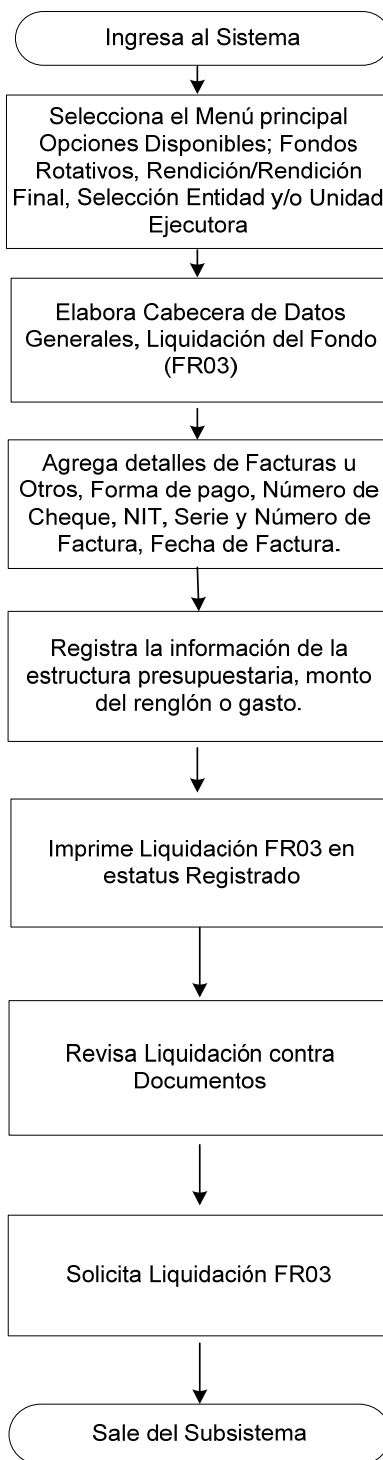 Ingresa al Sistema
Selecciona el Menú principal
Opciones Disponibles; Fondos
Rotativos, Rendición/Rendición
Final, Selección Entidad y/o Unidad
Ejecutora
Elabora Cabecera de Datos
Generales, Liquidación del Fondo
(FR03)
Agrega detalles de Facturas u
Otros, Forma de pago, Número de
Cheque, NIT, Serie y Número de
Factura, Fecha de Factura.
Registra la información de la
estructura presupuestaria, monto
del renglón o gasto.
Imprime Liquidación FR03 en
estatus Registrado
Revisa Liquidación contra
Documentos
Solicita Liquidación FR03
Sale del Subsistema